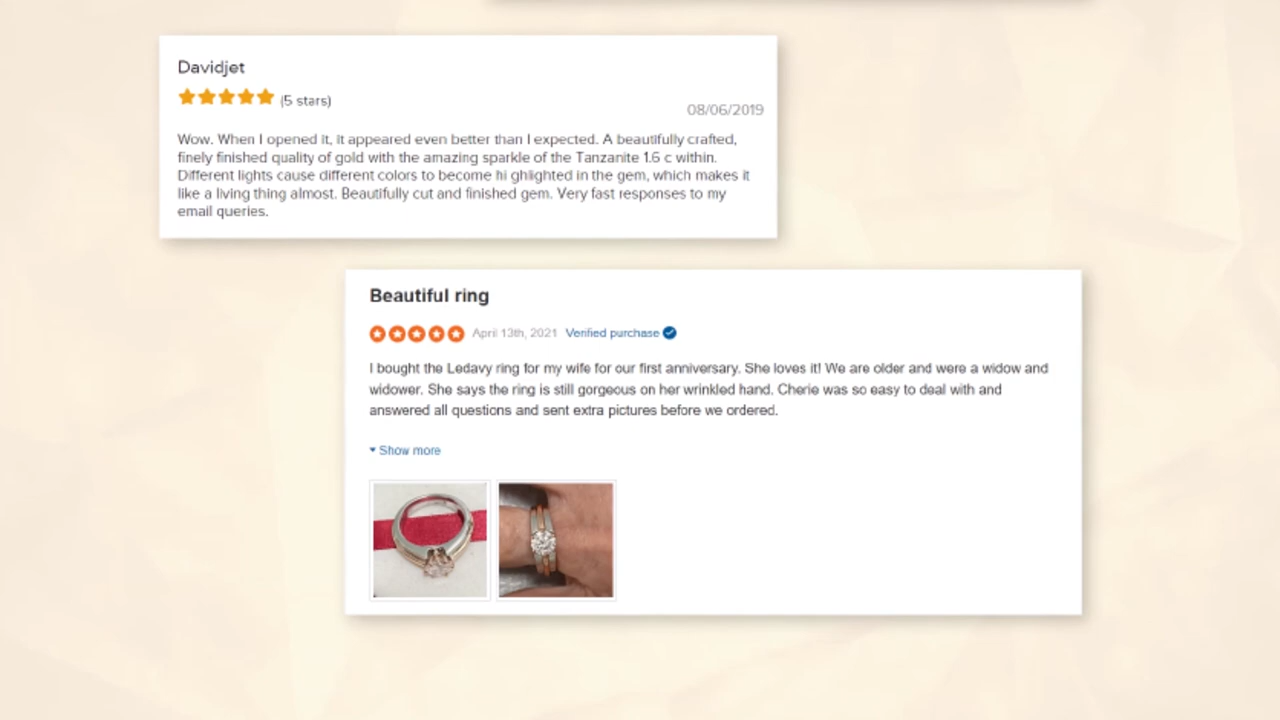 Davidjet
(5 stars)
08/06/2019
Wow. When I opened it, it appeared even better than I expected. A beautifully crafted,
finely finished quality of gold with the amazing sparkle of the Tanzanite 1.6 c within.
Different lights cause different colors to become hi ghlighted in the gem, which makes it
like a living thing almost. Beautifully cut and finished gem. Very fast responses to my
email queries.
Beautiful ring
April 13th, 2021 Verified purchase
I bought the Ledavy ring for my wife for our first anniversary. She loves it! We are older and were a widow and
widower. She says the ring is still gorgeous on her wrinkled hand. Cherie was so easy to deal with and
answered all questions and sent extra pictures before we ordered.
Show more